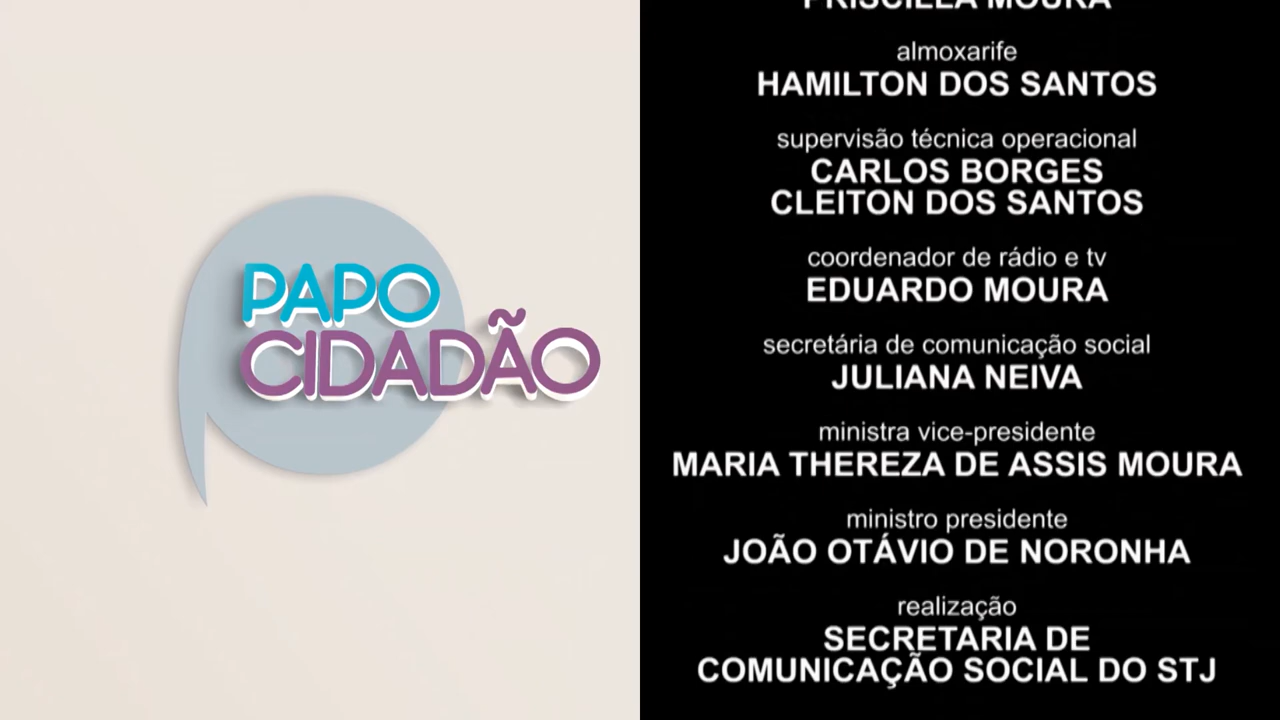 PAPO
CIDADÃO
PRISCILLA MOURA
almoxarife
HAMILTON DOS SANTOS
supervisão técnica operacional
CARLOS BORGES
CLEITON DOS SANTOS
coordenador de rádio e tv
EDUARDO MOURA
secretária de comunicação social
JULIANA NEIVA
ministra vice-presidente
MARIA THEREZA DE ASSIS MOURA
ministro presidente
JOÃO OTÁVIO DE NORONHA
realização
SECRETARIA DE
COMUNICAÇÃO SOCIAL DO STJ